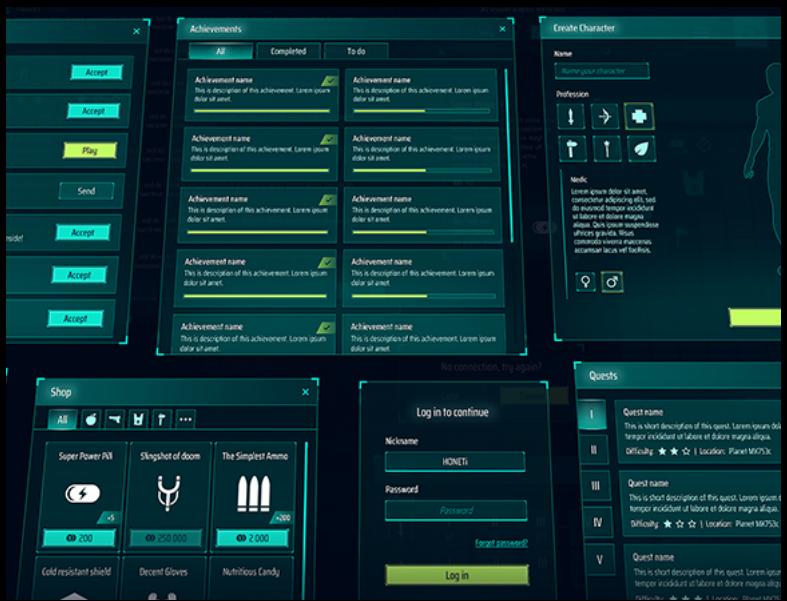 Accept
Accept
Play
Send
inside!
Accept
Accept
Accept
Achievements
All
Completed
To do
Achievement name
This is description of this achievement. Lorem ipsum
dolor sit amet.
Achievement name
This is description of this achievement. Lorem ipsum
dolor sit amet.
Achievement name
This is description of this achievement. Lorem ipsum
dolor sit amet.
Achievement name
This is description of this achievement. Lorem ipsum
dolor sit amet.
Achievement name
This is description of this achievement. Lorem ipsum
dolor sit amet.
Achievement name
This is description of this achievement. Lorem ipsum
dolor sit amet.
Achievement name
This is description of this achievement. Lorem ipsum
dolor sit amet.
Achievement name
This is description of this achievement. Lorem ipsum
dolor sit amet.
Achievement name
This is description of this achievement. Lorem ipsum
dolor sit amet.
Achievement name
This is description of this achievement. Lorem ipsum
dolor sit amet.
Create Character
Name
Name your character
Profession
Medic
Lorem ipsum dolor sit amet,
consectetur adipiscing elit, sed
do eiusmod tempor incididunt
ut labore et dolore magna
aliqua. Quis ipsum suspendisse
ultrices gravida. Risus
commodo viverra maecenas
accumsan lacus vel facilisis.
No connection, try again?
Shop
All
Super Power Pill
+5
200
Slingshot of doom
250 000
The Simplest Ammo
+200
2 000
Cold resistant shield
Decent Gloves
Nutritious Candy
Log in to continue
Nickname
HONETi
Password
Password
Forgot password?
Log in
Quests
I
II
III
IV
V
Quest name
This is short description of this quest. Lorem ipsum
tempor incididunt ut labore et dolore magna aliqua.
Difficulty: ★ ★ ☆ | Location: Planet MX753c
Quest name
This is short description of this quest. Lorem ipsum
tempor incididunt ut labore et dolore magna aliqua.
Difficulty: ★ ☆ ☆ | Location: Planet MX753c
Quest name
This is short description of this quest. Lorem ipsum
tempor incididunt ut labore et dolore magna aliqua.
Difficulty: ★ ★ ★ | Location: Planet MX753c